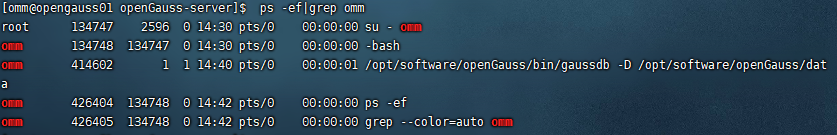 [omm@opengauss01 openGauss-server]$  ps -ef|grep omm
root      134747    2596  0 14:30 pts/0    00:00:00 su - omm
omm       134748  134747  0 14:30 pts/0    00:00:00 -bash
omm       414602       1  1 14:40 pts/0    00:00:01 /opt/software/openGauss/bin/gaussdb -D /opt/software/openGauss/dat
a
omm       426404  134748  0 14:42 pts/0    00:00:00 ps -ef
omm       426405  134748  0 14:42 pts/0    00:00:00 grep --color=auto omm